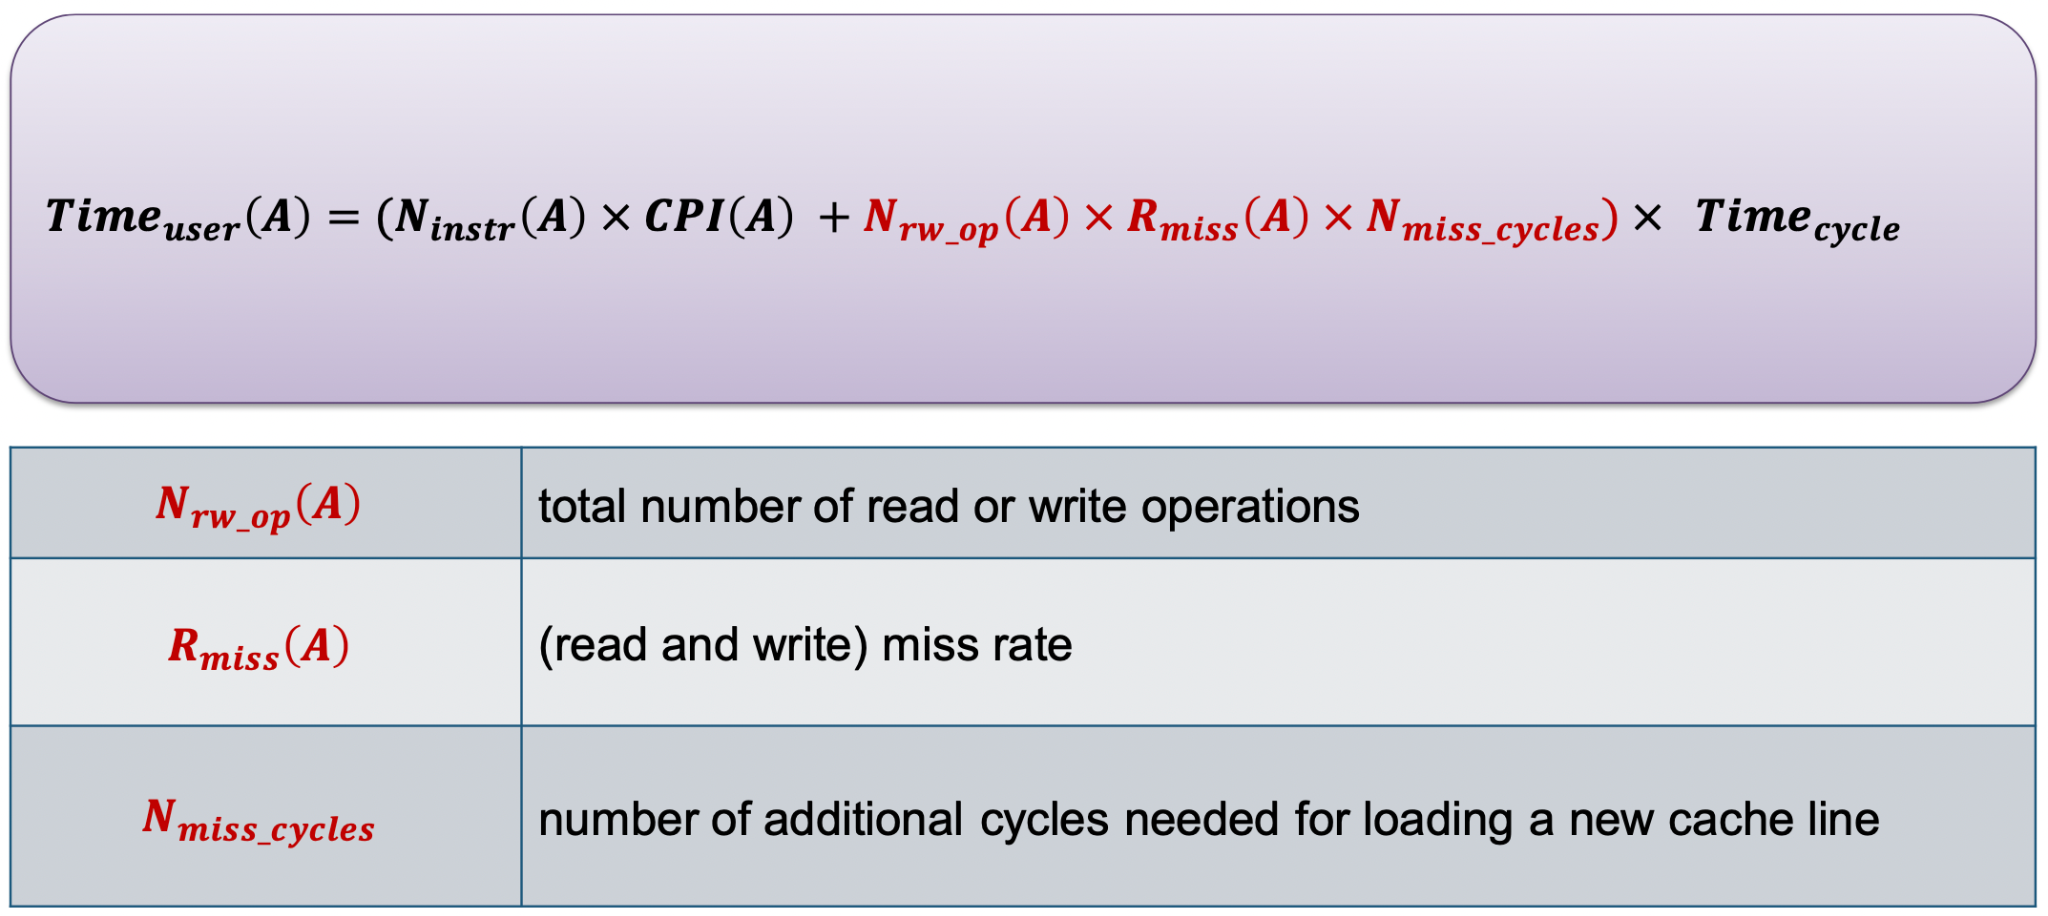 Time_user(A) = (N_instr(A) × CPI(A) + N_rw_op(A) × R_miss(A) × N_miss_cycles) × Time_cycle
N_rw_op(A) total number of read or write operations
R_miss(A) (read and write) miss rate
N_miss_cycles number of additional cycles needed for loading a new cache line